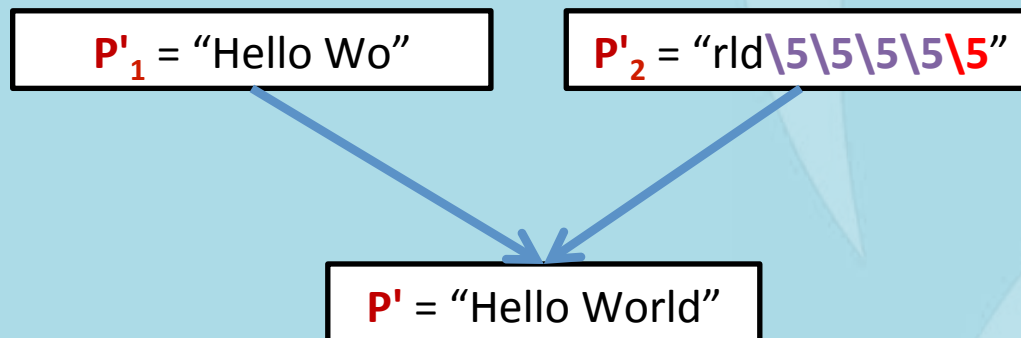 P'1 = “Hello Wo”
P'2 = “rld\5\5\5\5\5”
P' = “Hello World”